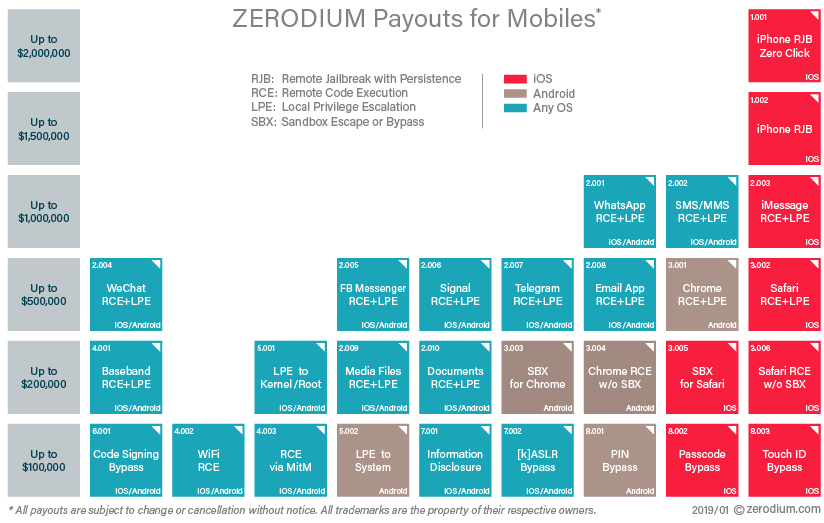 ZERODIUM Payouts for Mobiles*
RJB: Remote Jailbreak with Persistence
RCE: Remote Code Execution
LPE: Local Privilege Escalation
SBX: Sandbox Escape or Bypass
iOS
Android
Any OS
Up to
$2,000,000
1.001
iPhone RJB
Zero Click
iOS
Up to
$1,500,000
1.002
iPhone RJB
iOS
Up to
$1,000,000
2.001
WhatsApp
RCE+LPE
iOS/Android
2.002
SMS/MMS
RCE+LPE
iOS/Android
2.003
iMessage
RCE+LPE
iOS
Up to
$500,000
2.004
WeChat
RCE+LPE
iOS/Android
2.005
FB Messenger
RCE+LPE
iOS/Android
2.006
Signal
RCE+LPE
iOS/Android
2.007
Telegram
RCE+LPE
iOS/Android
2.008
Email App
RCE+LPE
iOS/Android
3.001
Chrome
RCE+LPE
Android
3.002
Safari
RCE+LPE
iOS
Up to
$200,000
4.001
Baseband
RCE+LPE
iOS/Android
5.001
LPE to
Kernel/Root
iOS/Android
2.009
Media Files
RCE+LPE
iOS/Android
2.010
Documents
RCE+LPE
iOS/Android
3.003
SBX
for Chrome
Android
3.004
Chrome RCE
w/o SBX
Android
3.005
SBX
for Safari
iOS
3.006
Safari RCE
w/o SBX
iOS
Up to
$100,000
6.001
Code Signing
Bypass
iOS/Android
4.002
WiFi
RCE
iOS/Android
4.003
RCE
via MitM
iOS/Android
5.002
LPE to
System
Android
7.001
Information
Disclosure
iOS/Android
7.002
[k]ASLR
Bypass
iOS/Android
8.001
PIN
Bypass
Android
8.002
Passcode
Bypass
iOS
8.003
Touch ID
Bypass
iOS
* All payouts are subject to change or cancellation without notice. All trademarks are the property of their respective owners.
2019/01 © zerodium.com